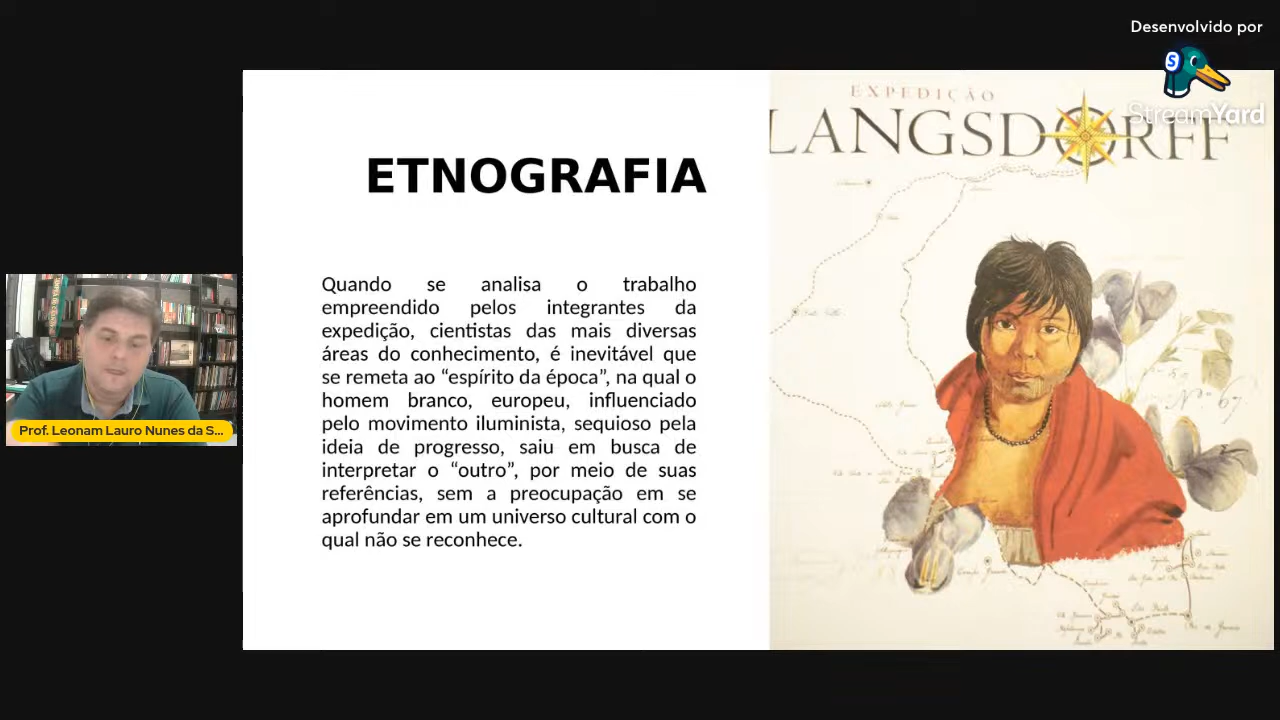 Desenvolvido por
S
StreamYard
EXPEDIÇÃO
LANGSDORFF
ETNOGRAFIA
Quando se analisa o trabalho
empreendido pelos integrantes da
expedição, cientistas das mais diversas
áreas do conhecimento, é inevitável que
se remeta ao “espírito da época”, na qual o
homem branco, europeu, influenciado
pelo movimento iluminista, sequioso pela
ideia de progresso, saiu em busca de
interpretar o “outro”, por meio de suas
referências, sem a preocupação em se
aprofundar em um universo cultural com o
qual não se reconhece.
Prof. Leonam Lauro Nunes da S...